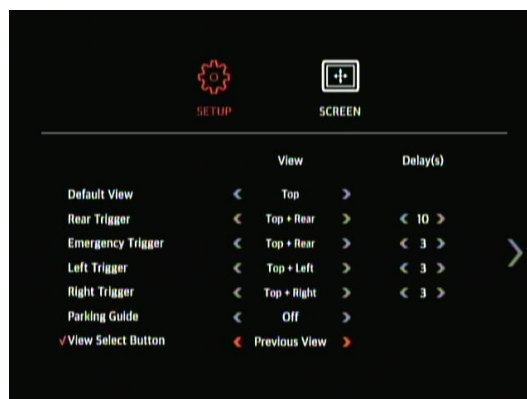 SETUP SCREEN
View Delay(s)
Default View Top
Rear Trigger Top + Rear 10
Emergency Trigger Top + Rear 3
Left Trigger Top + Left 3
Right Trigger Top + Right 3
Parking Guide Off
√ View Select Button Previous View